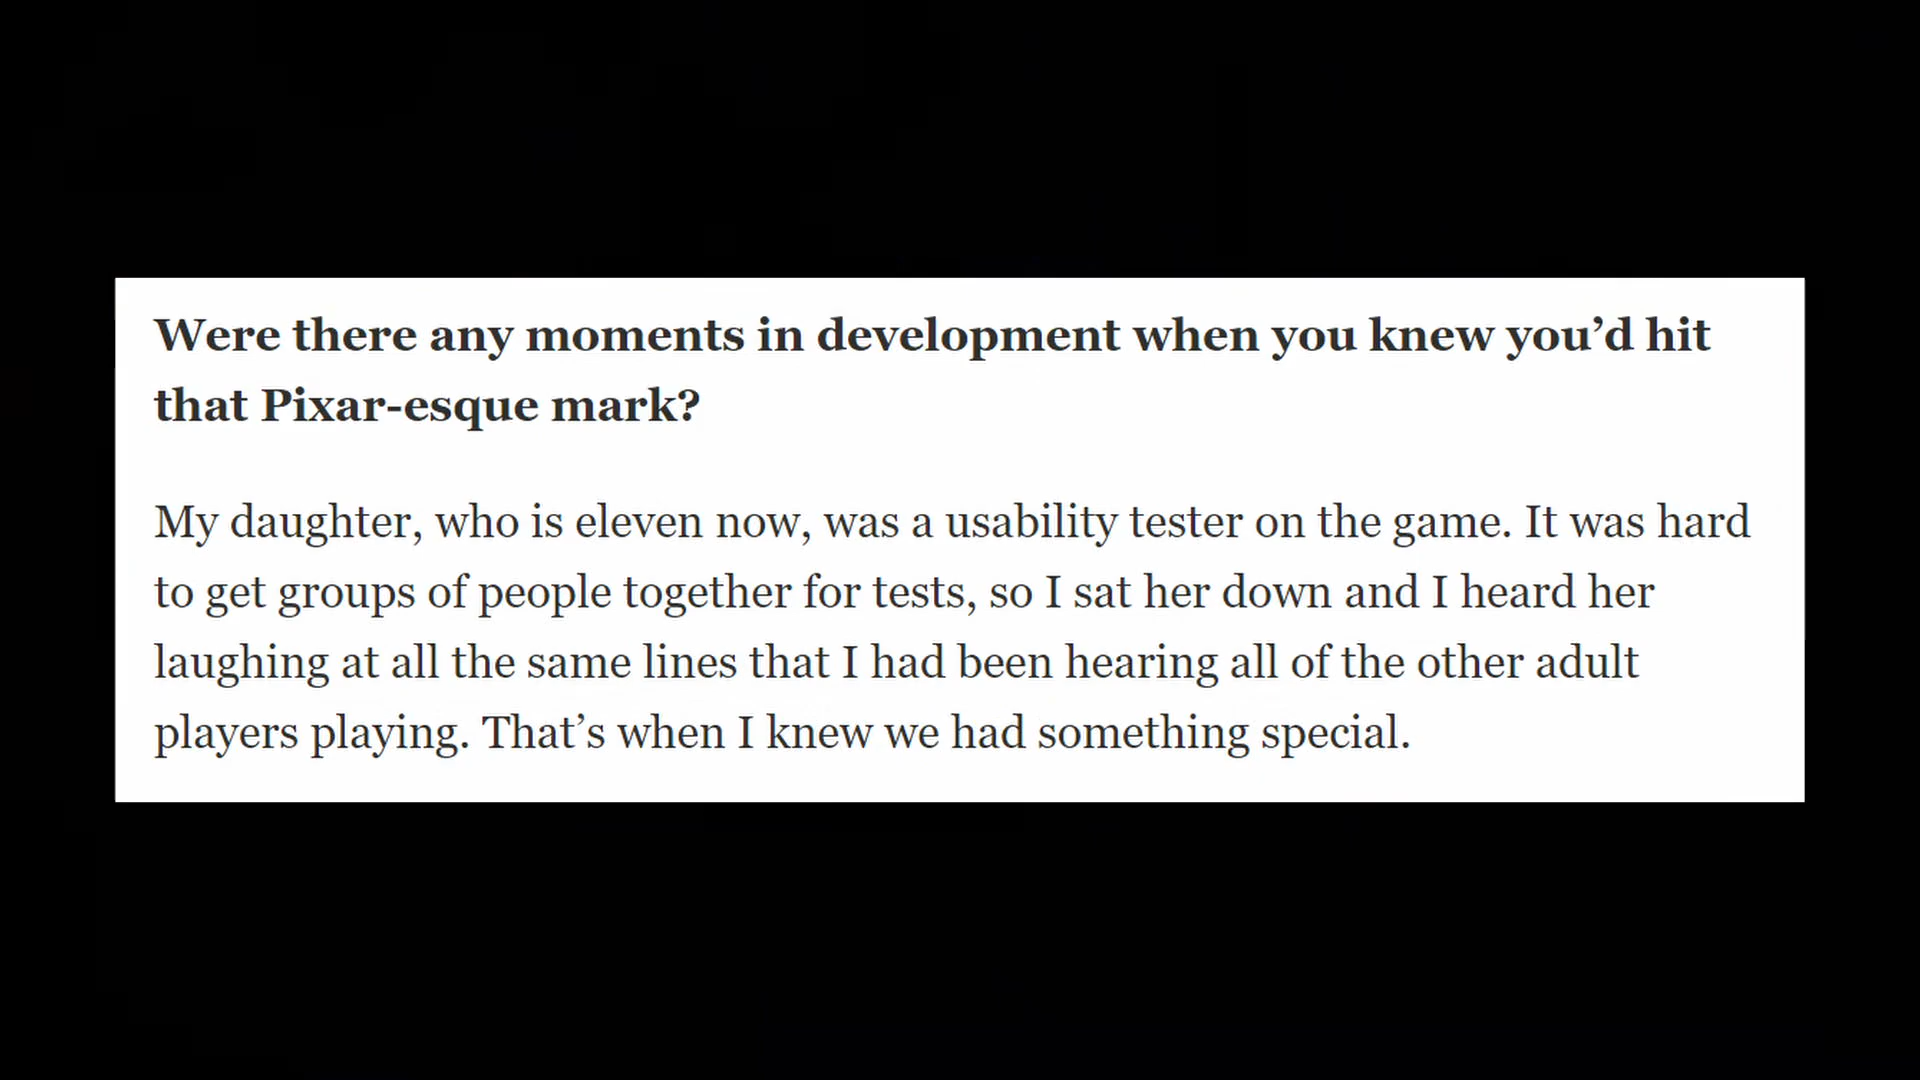 Were there any moments in development when you knew you’d hit
that Pixar-esque mark?
My daughter, who is eleven now, was a usability tester on the game. It was hard
to get groups of people together for tests, so I sat her down and I heard her
laughing at all the same lines that I had been hearing all of the other adult
players playing. That’s when I knew we had something special.